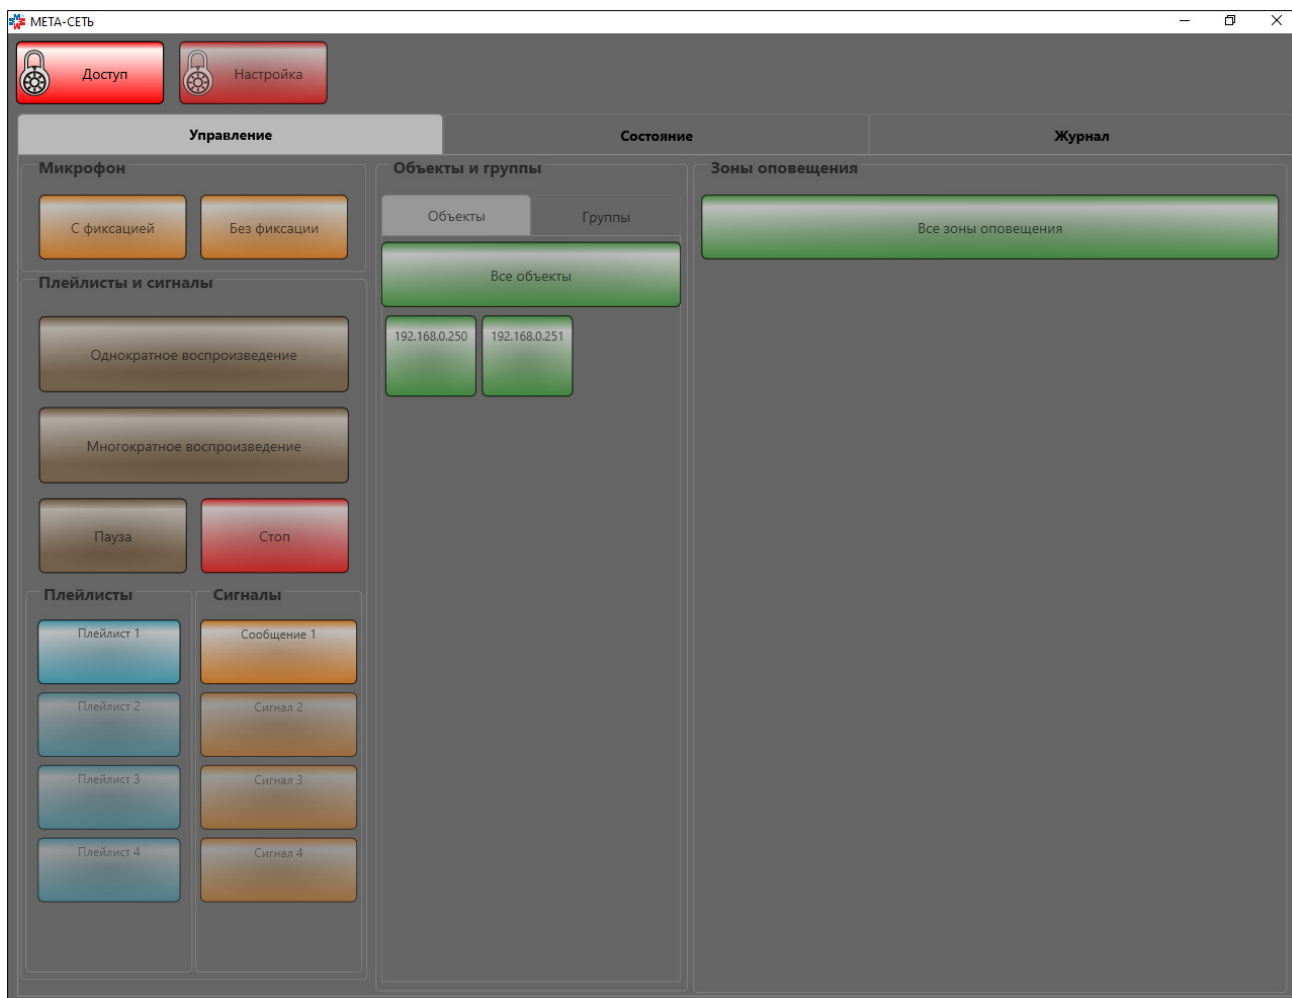 МЕТА-СЕТЬ
Доступ
Настройка
Управление
Состояние
Журнал
Микрофон
С фиксацией
Без фиксации
Плейлисты и сигналы
Однократное воспроизведение
Многократное воспроизведение
Пауза
Стоп
Плейлисты
Сигналы
Плейлист 1
Сообщение 1
Плейлист 2
Сигнал 2
Плейлист 3
Сигнал 3
Плейлист 4
Сигнал 4
Объекты и группы
Объекты
Группы
Все объекты
192.168.0.250
192.168.0.251
Зоны оповещения
Все зоны оповещения